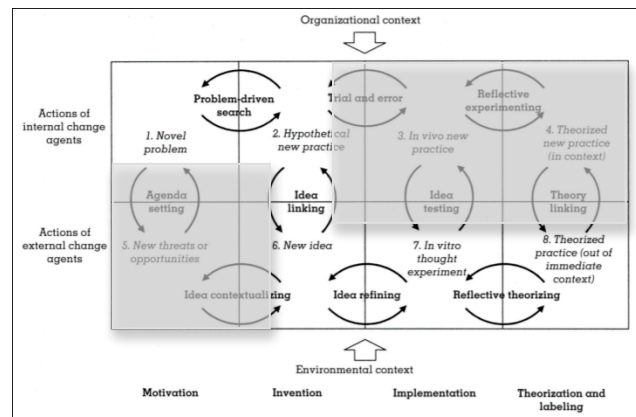 Organizational context
Actions of
internal change
agents
Problem-driven
search
Trial and error
Reflective
experimenting
1. Novel
problem
2. Hypothetical
new practice
3. In vivo new
practice
4. Theorized
new practice
(in context)
Agenda
setting
Idea
linking
Idea
testing
Theory
linking
Actions of
external change
agents
5. New threats or
opportunities
6. New idea
7. In vitro
thought
experiment
8. Theorized
practice (out of
immediate
context)
Idea contextualizing
Idea refining
Reflective theorizing
Environmental context
Motivation
Invention
Implementation
Theorization and
labeling